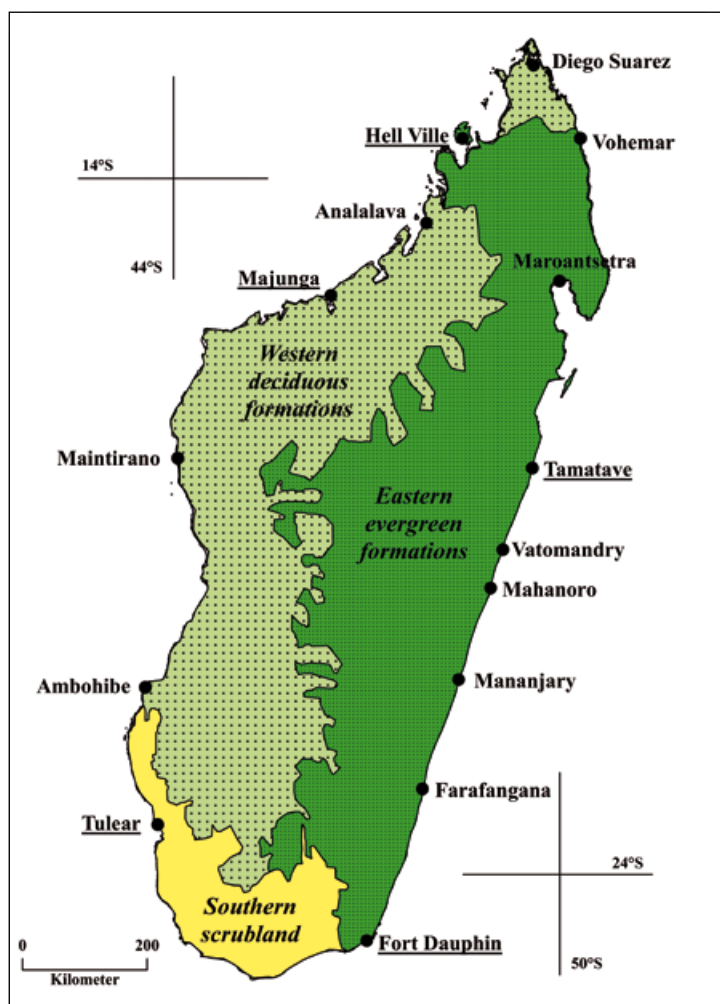 Diego Suarez
Hell Ville
Vohemar
14°S
Analalava
44°S
Majunga
Maroantsetra
Western
deciduous
formations
Maintirano
Tamatave
Eastern
evergreen
formations
Vatomandry
Mahanoro
Ambohibe
Mananjary
Farafangana
Tulear
24°S
Southern
scrubland
0 200
Kilometer
Fort Dauphin
50°S